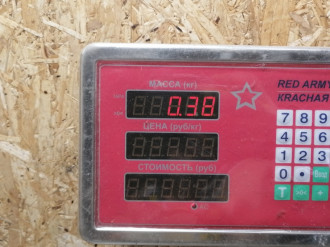 МАССА (кг)
0.38
RED ARMY
КРАСНАЯ
ЦЕНА (руб/кг)
СТОИМОСТЬ (руб)
7 8 9
4 5 6
1 2 3
0 •
T